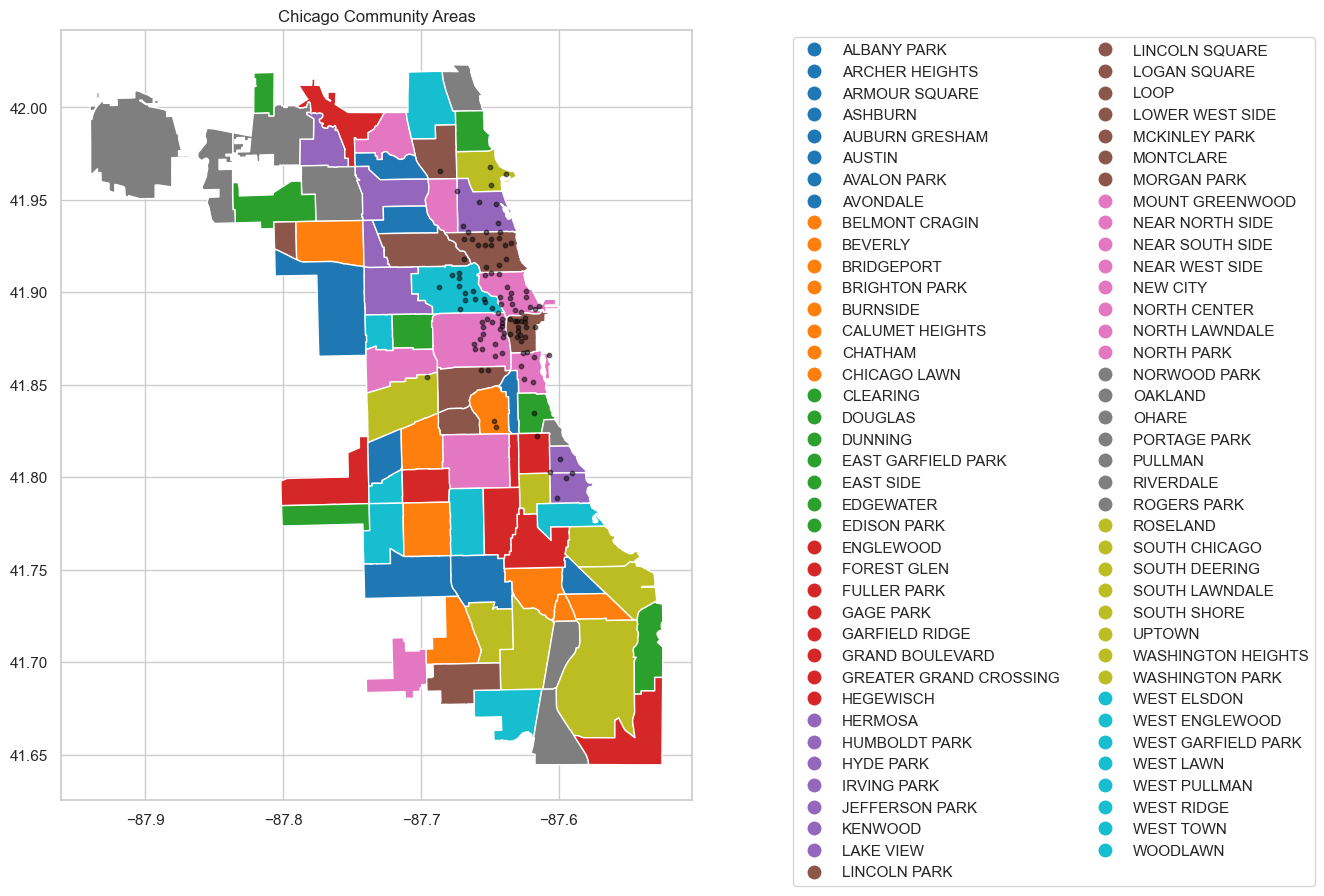 Chicago Community Areas
42.00
41.95
41.90
41.85
41.80
41.75
41.70
41.65
−87.9
−87.8
−87.7
−87.6
ALBANY PARK
ARCHER HEIGHTS
ARMOUR SQUARE
ASHBURN
AUBURN GRESHAM
AUSTIN
AVALON PARK
AVONDALE
BELMONT CRAGIN
BEVERLY
BRIDGEPORT
BRIGHTON PARK
BURNSIDE
CALUMET HEIGHTS
CHATHAM
CHICAGO LAWN
CLEARING
DOUGLAS
DUNNING
EAST GARFIELD PARK
EAST SIDE
EDGEWATER
EDISON PARK
ENGLEWOOD
FOREST GLEN
FULLER PARK
GAGE PARK
GARFIELD RIDGE
GRAND BOULEVARD
GREATER GRAND CROSSING
HEGEWISCH
HERMOSA
HUMBOLDT PARK
HYDE PARK
IRVING PARK
JEFFERSON PARK
KENWOOD
LAKE VIEW
LINCOLN PARK
LINCOLN SQUARE
LOGAN SQUARE
LOOP
LOWER WEST SIDE
MCKINLEY PARK
MONTCLARE
MORGAN PARK
MOUNT GREENWOOD
NEAR NORTH SIDE
NEAR SOUTH SIDE
NEAR WEST SIDE
NEW CITY
NORTH CENTER
NORTH LAWNDALE
NORTH PARK
NORWOOD PARK
OAKLAND
OHARE
PORTAGE PARK
PULLMAN
RIVERDALE
ROGERS PARK
ROSELAND
SOUTH CHICAGO
SOUTH DEERING
SOUTH LAWNDALE
SOUTH SHORE
UPTOWN
WASHINGTON HEIGHTS
WASHINGTON PARK
WEST ELSDON
WEST ENGLEWOOD
WEST GARFIELD PARK
WEST LAWN
WEST PULLMAN
WEST RIDGE
WEST TOWN
WOODLAWN